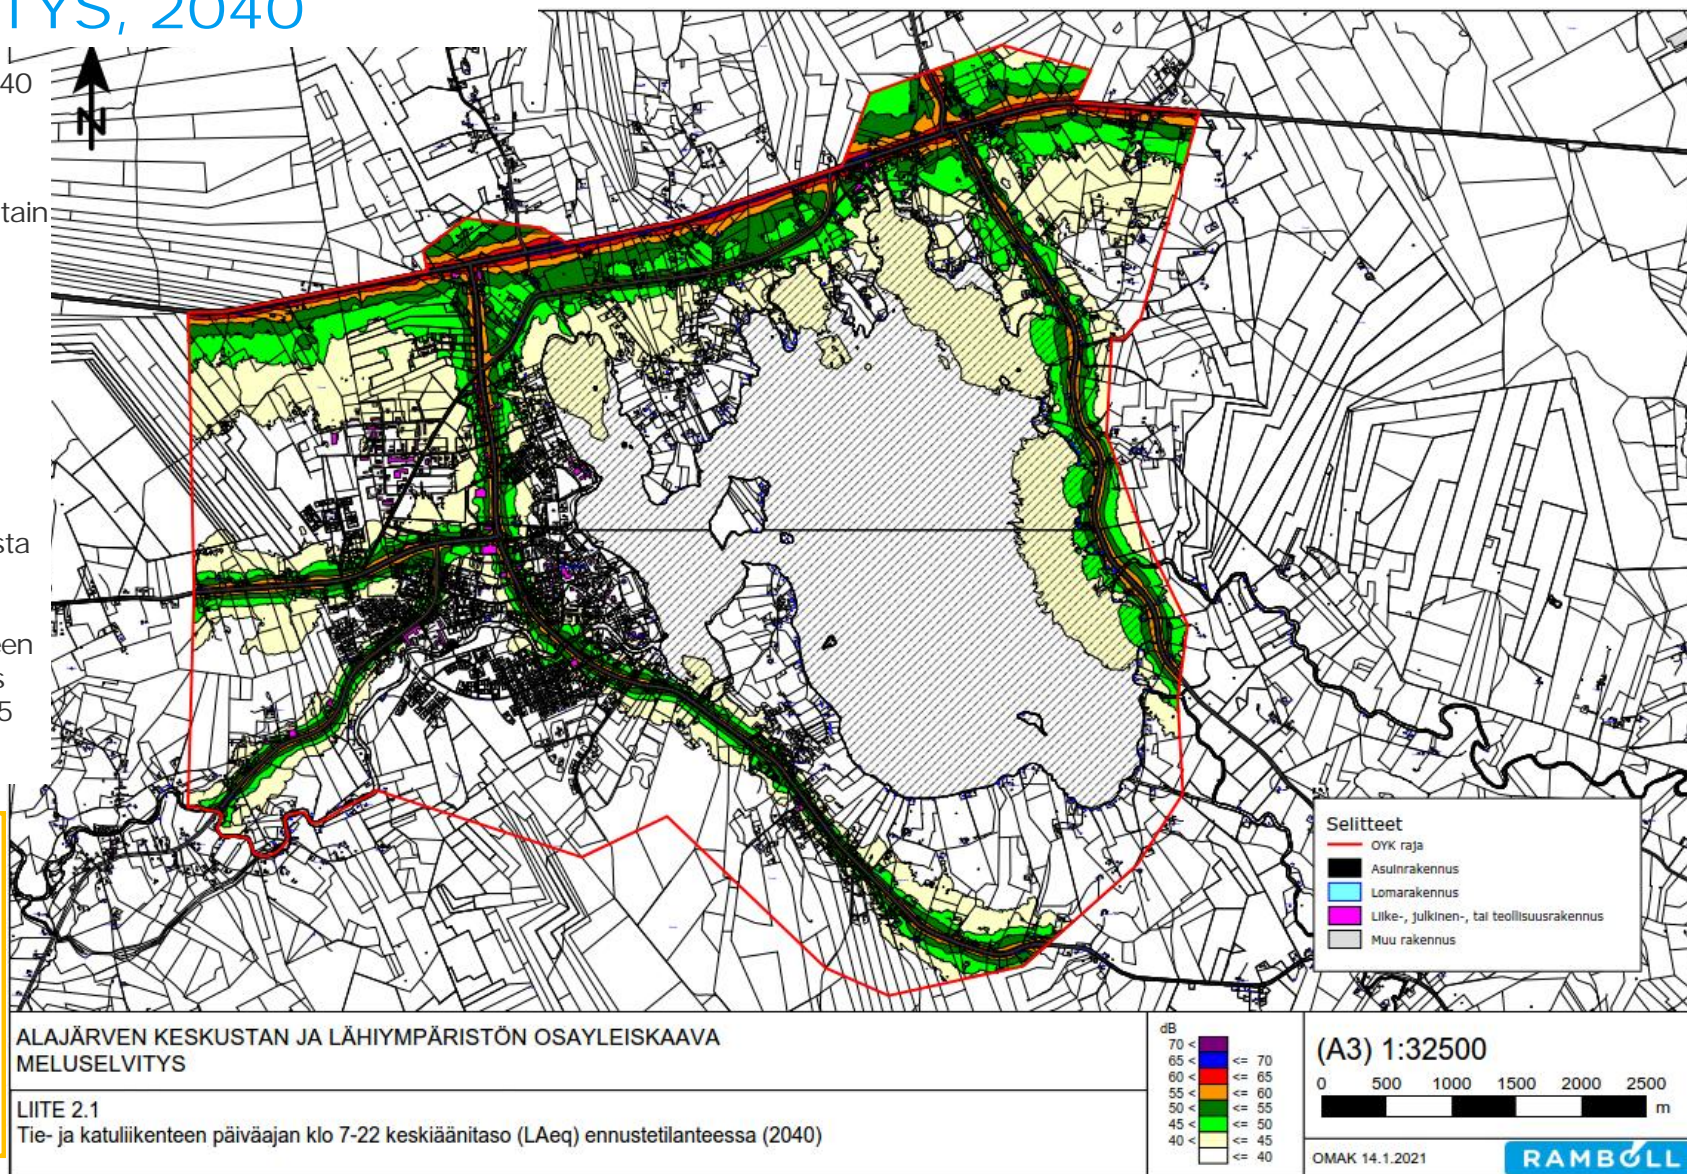 TYS, 2040
40
tain
sta
een
s
5
N
Selitteet
OYK raja
Asuinrakennus
Lomarakennus
Liike-, julkinen-, tai teollisuusrakennus
Muu rakennus
ALAJÄRVEN KESKUSTAN JA LÄHIYMPÄRISTÖN OSAYLEISKAAVA
MELUSELVITYS
LIITE 2.1
Tie- ja katuliikenteen päiväajan klo 7-22 keskiäänitaso (LAeq) ennustetilanteessa (2040)
dB
70 <
65 < <= 70
60 < <= 65
55 < <= 60
50 < <= 55
45 < <= 50
40 < <= 45
<= 40
(A3) 1:32500
0 500 1000 1500 2000 2500
m
OMAK 14.1.2021
RAMBOLL